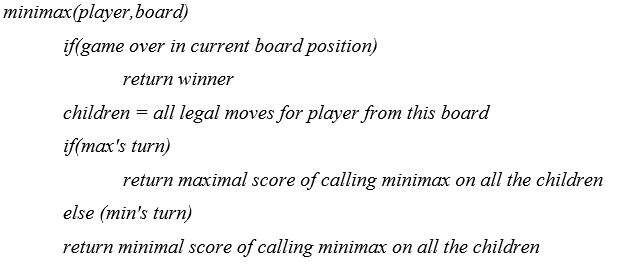 minimax(player,board)
if(game over in current board position)
return winner
children = all legal moves for player from this board
if(max's turn)
return maximal score of calling minimax on all the children
else (min's turn)
return minimal score of calling minimax on all the children